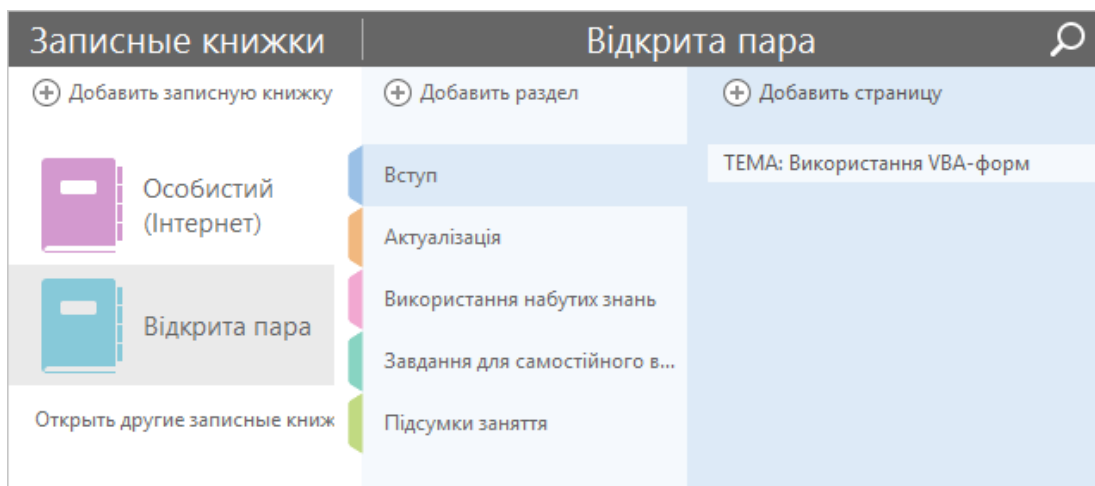 Записные книжки
Відкрита пара
Добавить записную книжку
Добавить раздел
Добавить страницу
Особистий
(Інтернет)
Відкрита пара
Открыть другие записные книж
Вступ
Актуалізація
Використання набутих знань
Завдання для самостійного в...
Підсумки заняття
ТЕМА: Використання VBA-форм